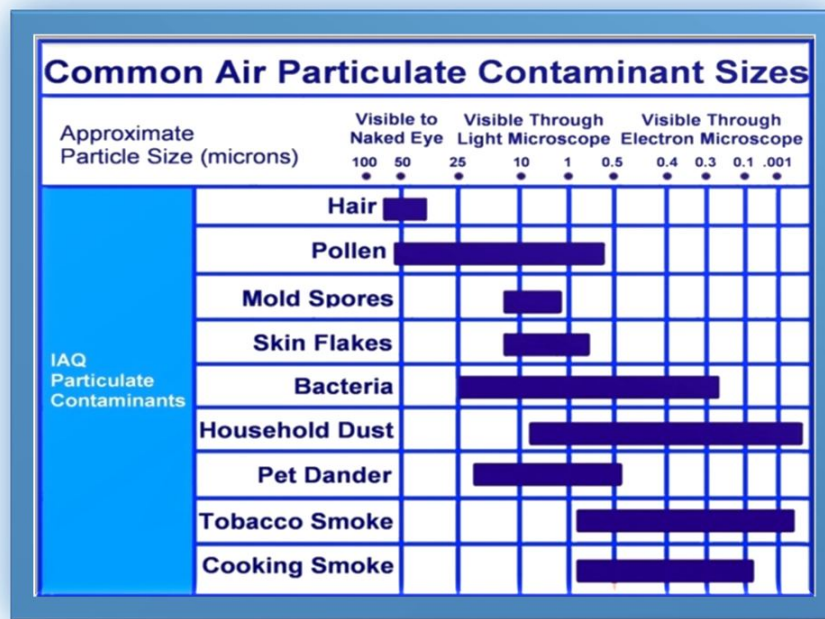 Common Air Particulate Contaminant Sizes
Approximate
Particle Size (microns)
Visible to
Naked Eye
Visible Through
Light Microscope
Visible Through
Electron Microscope
100 50 25 10 1 0.5 0.4 0.3 0.1 .001
IAQ
Particulate
Contaminants
Hair
Pollen
Mold Spores
Skin Flakes
Bacteria
Household Dust
Pet Dander
Tobacco Smoke
Cooking Smoke